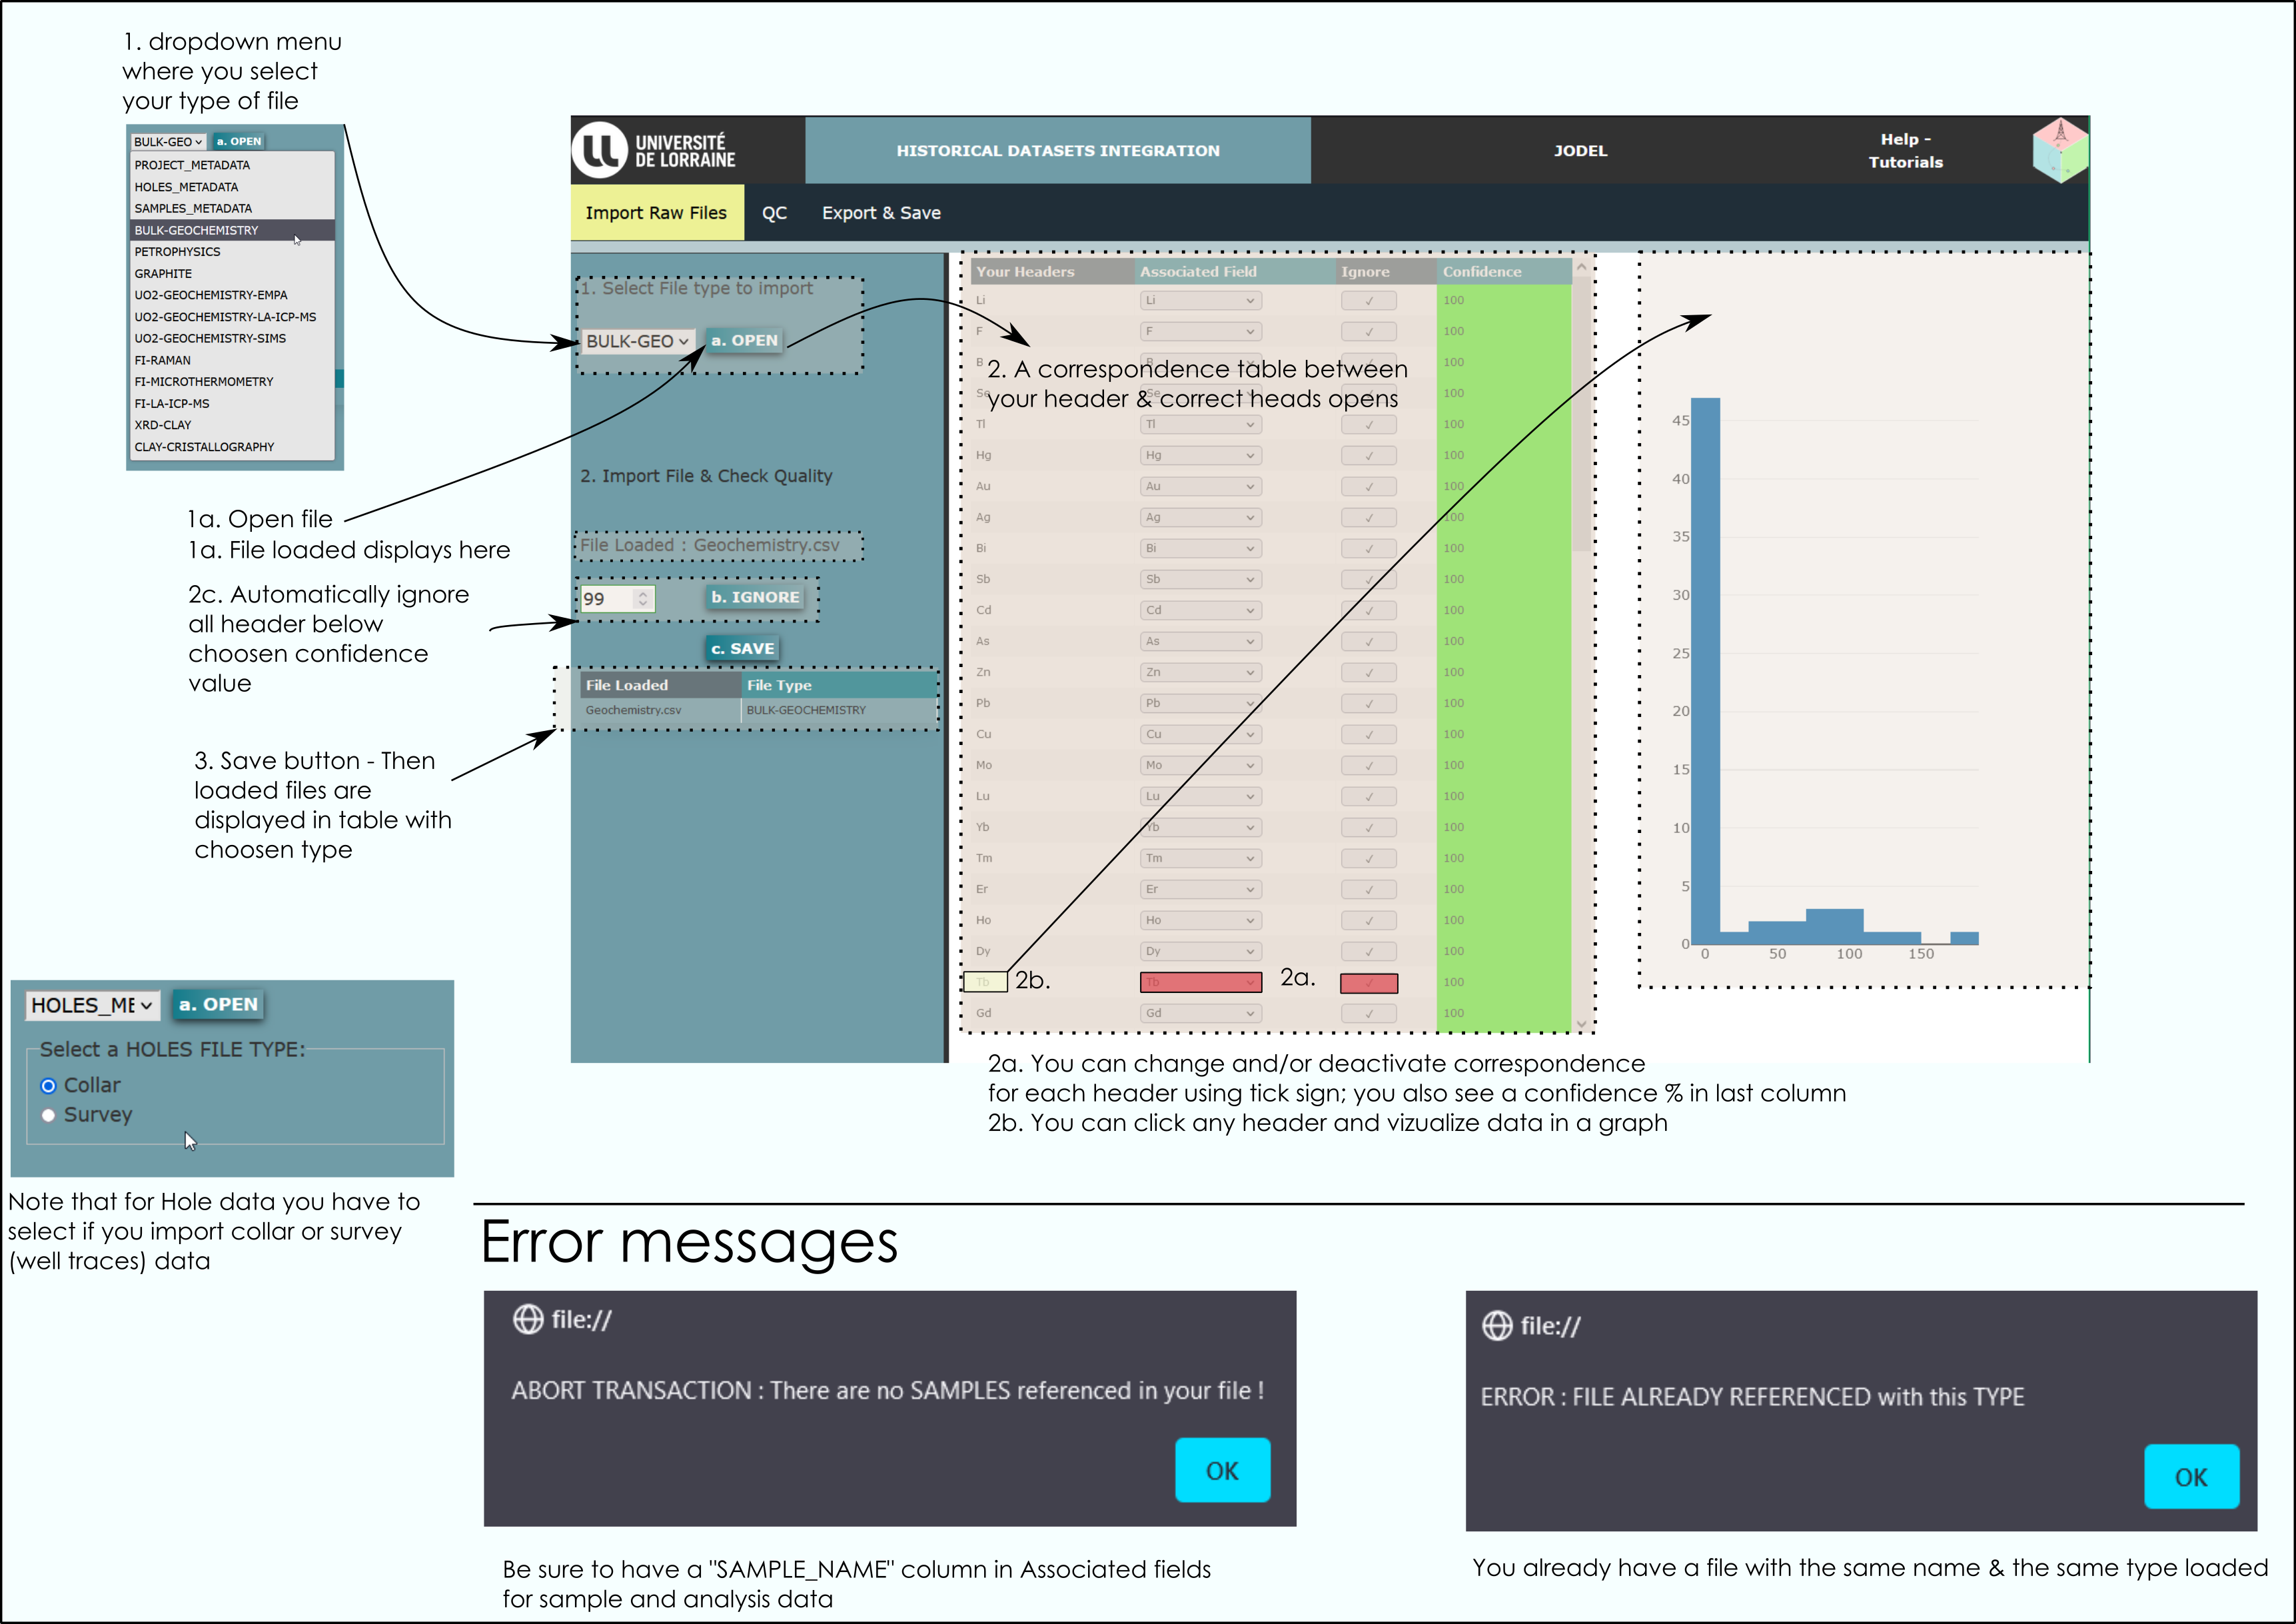 1. dropdown menu
where you select
your type of file
BULK-GEO
a. OPEN
PROJECT_METADATA
HOLES_METADATA
SAMPLES_METADATA
BULK-GEOCHEMISTRY
PETROPHYSICS
GRAPHITE
UO2-GEOCHEMISTRY-EMPA
UO2-GEOCHEMISTRY-LA-ICP-MS
UO2-GEOCHEMISTRY-SIMS
FI-RAMAN
FI-MICROTHERMOMETRY
FI-LA-ICP-MS
XRD-CLAY
CLAY-CRISTALLOGRAPHY
1a. Open file
1a. File loaded displays here
2c. Automatically ignore
all header below
choosen confidence
value
3. Save button - Then
loaded files are
displayed in table with
choosen type
UNIVERSITÉ
DE LORRAINE
HISTORICAL DATASETS INTEGRATION
JODEL
Help -
Tutorials
Import Raw Files
QC
Export & Save
1. Select File type to import
BULK-GEO
a. OPEN
2. Import File & Check Quality
File Loaded : Geochemistry.csv
99
b. IGNORE
c. SAVE
File Loaded File Type
Geochemistry.csv BULK-GEOCHEMISTRY
Your Headers Associated Field Ignore Confidence
Li Li ✓ 100
F F ✓ 100
B B ✓ 100
2. A correspondence table between
your header & correct heads opens
Se Se ✓ 100
Tl Tl ✓ 100
Hg Hg ✓ 100
Au Au ✓ 100
Ag Ag ✓ 100
Bi Bi ✓ 100
Sb Sb ✓ 100
Cd Cd ✓ 100
As As ✓ 100
Zn Zn ✓ 100
Pb Pb ✓ 100
Cu Cu ✓ 100
Mo Mo ✓ 100
Lu Lu ✓ 100
Yb Yb ✓ 100
Tm Tm ✓ 100
Er Er ✓ 100
Ho Ho ✓ 100
Dy Dy ✓ 100
Tb 2b. Tb 2a. ✓ 100
Gd Gd ✓ 100
45
40
35
30
25
20
15
10
5
0
0 50 100 150
2a. You can change and/or deactivate correspondence
for each header using tick sign; you also see a confidence % in last column
2b. You can click any header and vizualize data in a graph
HOLES_ME
a. OPEN
Select a HOLES FILE TYPE:
Collar
Survey
Note that for Hole data you have to
select if you import collar or survey
(well traces) data
Error messages
file://
ABORT TRANSACTION : There are no SAMPLES referenced in your file !
OK
Be sure to have a "SAMPLE_NAME" column in Associated fields
for sample and analysis data
file://
ERROR : FILE ALREADY REFERENCED with this TYPE
OK
You already have a file with the same name & the same type loaded